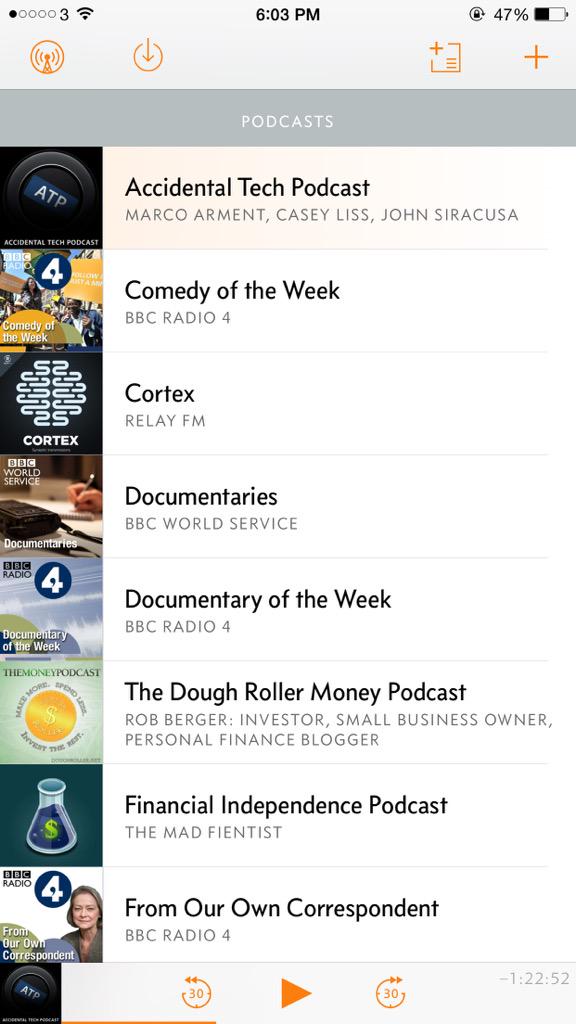 3 6:03 PM 47%
PODCASTS
ATP
ACCIDENTAL TECH PODCAST
Accidental Tech Podcast
MARCO ARMENT, CASEY LISS, JOHN SIRACUSA
BBC
RADIO
4
FOLLOW
JUST A MIN
Comedy of
the Week
Comedy of the Week
BBC RADIO 4
CORTEX
Cortex
RELAY FM
BBC
WORLD
SERVICE
Documentaries
Documentaries
BBC WORLD SERVICE
BBC
RADIO
4
Documentary
of the Week
Documentary of the Week
BBC RADIO 4
THEMONEYPODCAST
MAKE MORE. SPEND LESS.
$
INVEST THE REST.
DOUGHROLLER.NET
The Dough Roller Money Podcast
ROB BERGER: INVESTOR, SMALL BUSINESS OWNER,
PERSONAL FINANCE BLOGGER
$
Financial Independence Podcast
THE MAD FIENTIST
BBC
RADIO
4
From
Our Own
Correspondent
From Our Own Correspondent
BBC RADIO 4
ATP
ACCIDENTAL TECH PODCAST
30
30
−1:22:52